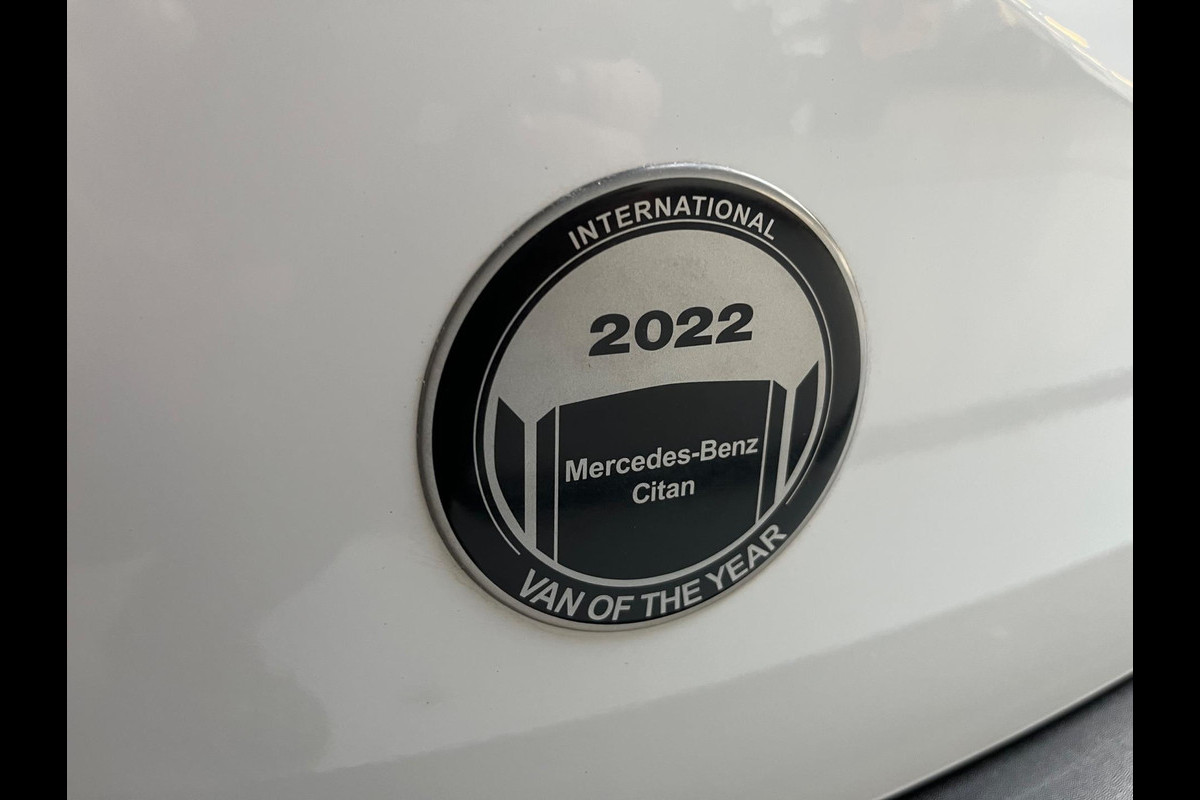 INTERNATIONAL
2022
Mercedes-Benz
Citan
VAN OF THE YEAR